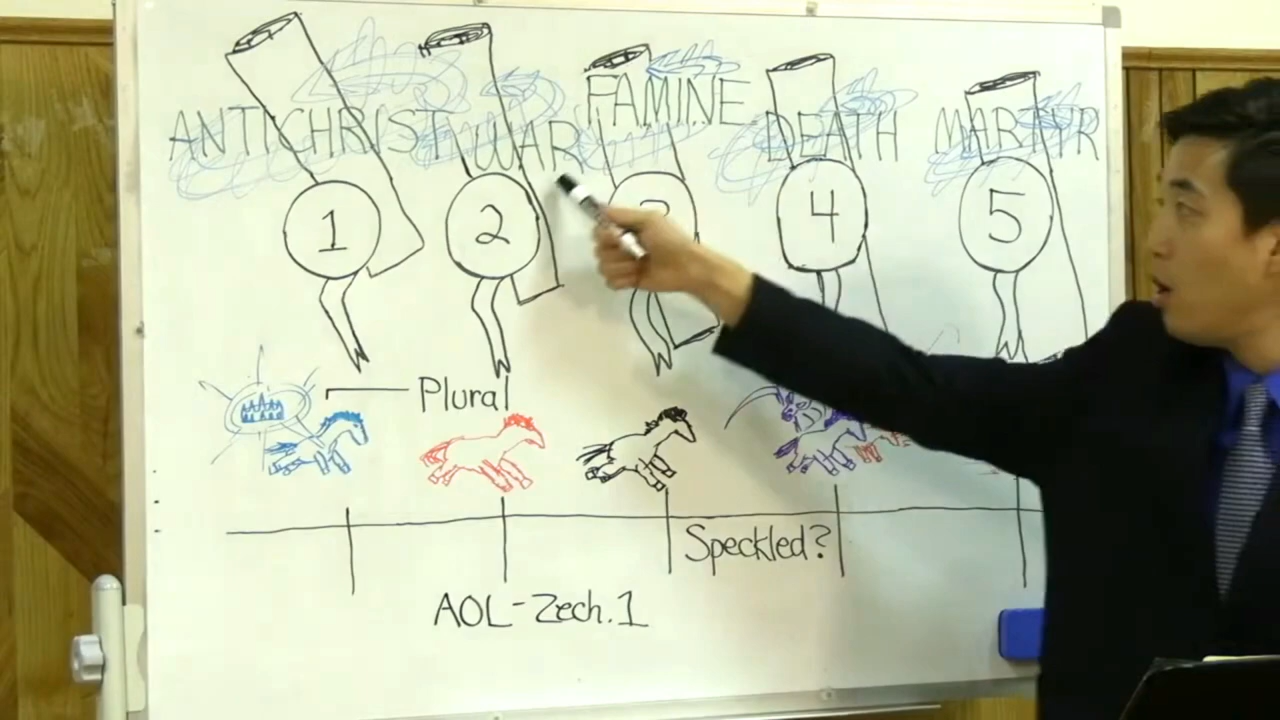 ANTICHRIST WAR FAMINE DEATH MARTYR
1 2 3 4 5
Plural
Speckled?
AOL-Zech.1